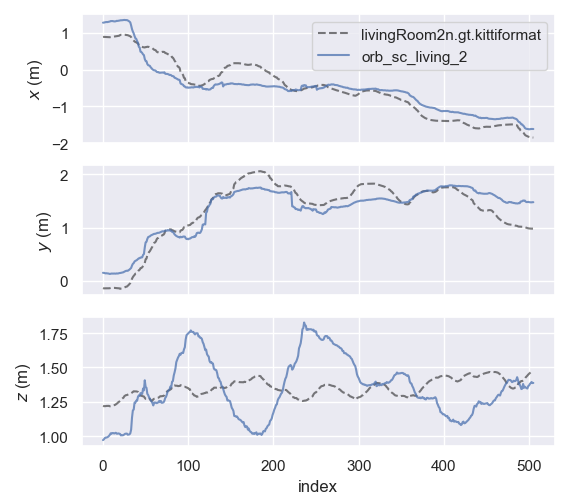 livingRoom2n.gt.kittiformat
orb_sc_living_2
x (m)
1
0
−1
−2
y (m)
2
1
0
z (m)
1.75
1.50
1.25
1.00
0
100
200
300
400
500
index